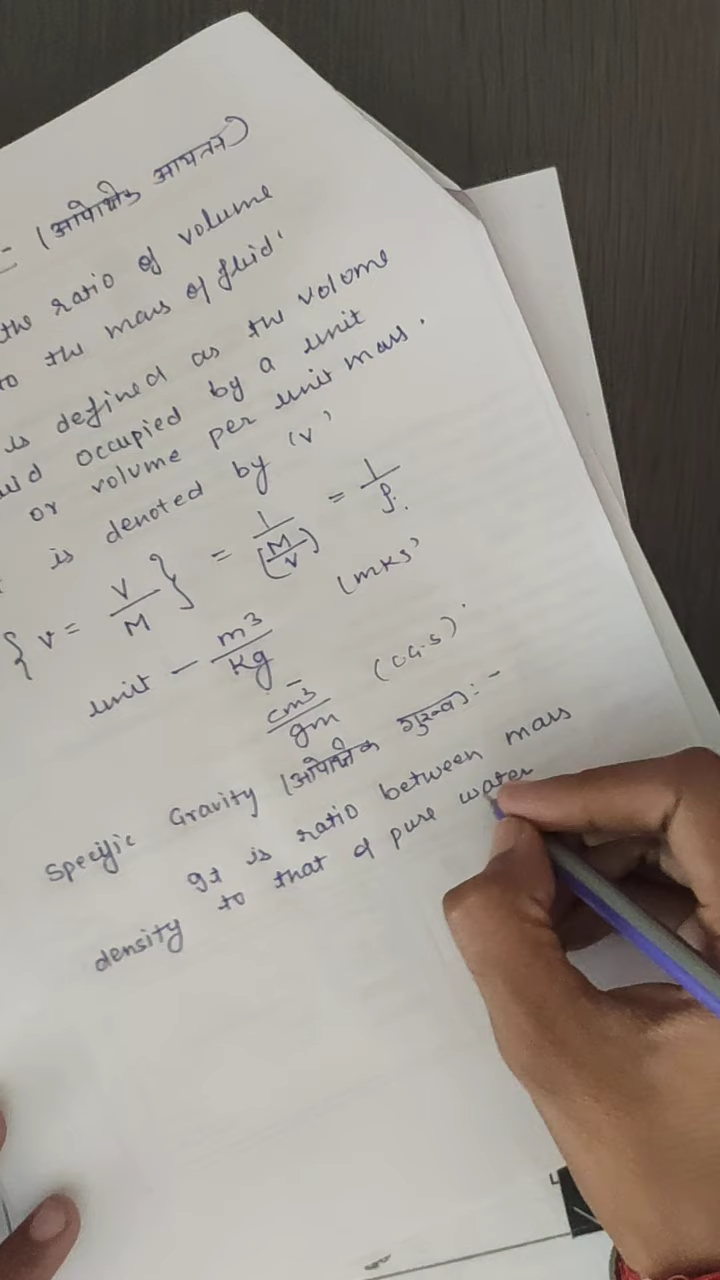 :- (आपेक्षिक आयतन)
the ratio of volume
to the mass of fluid.
is defined as the volume
occupied by a unit
or volume per unit mass.
is denoted by (v)
{ v = V/M } = 1/(M/V) = 1/ρ.
unit — m³/kg (MKS)
cm³/gm (C.G.S).
Specific Gravity (आपेक्षिक गुरुत्व) :-
It is ratio between mass
density to that of pure water